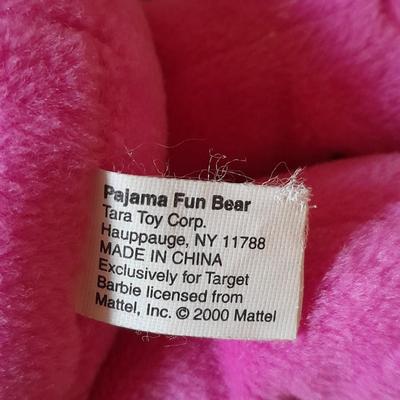 Pajama Fun Bear
Tara Toy Corp.
Hauppauge, NY 11788
MADE IN CHINA
Exclusively for Target
Barbie licensed from
Mattel, Inc. © 2000 Mattel